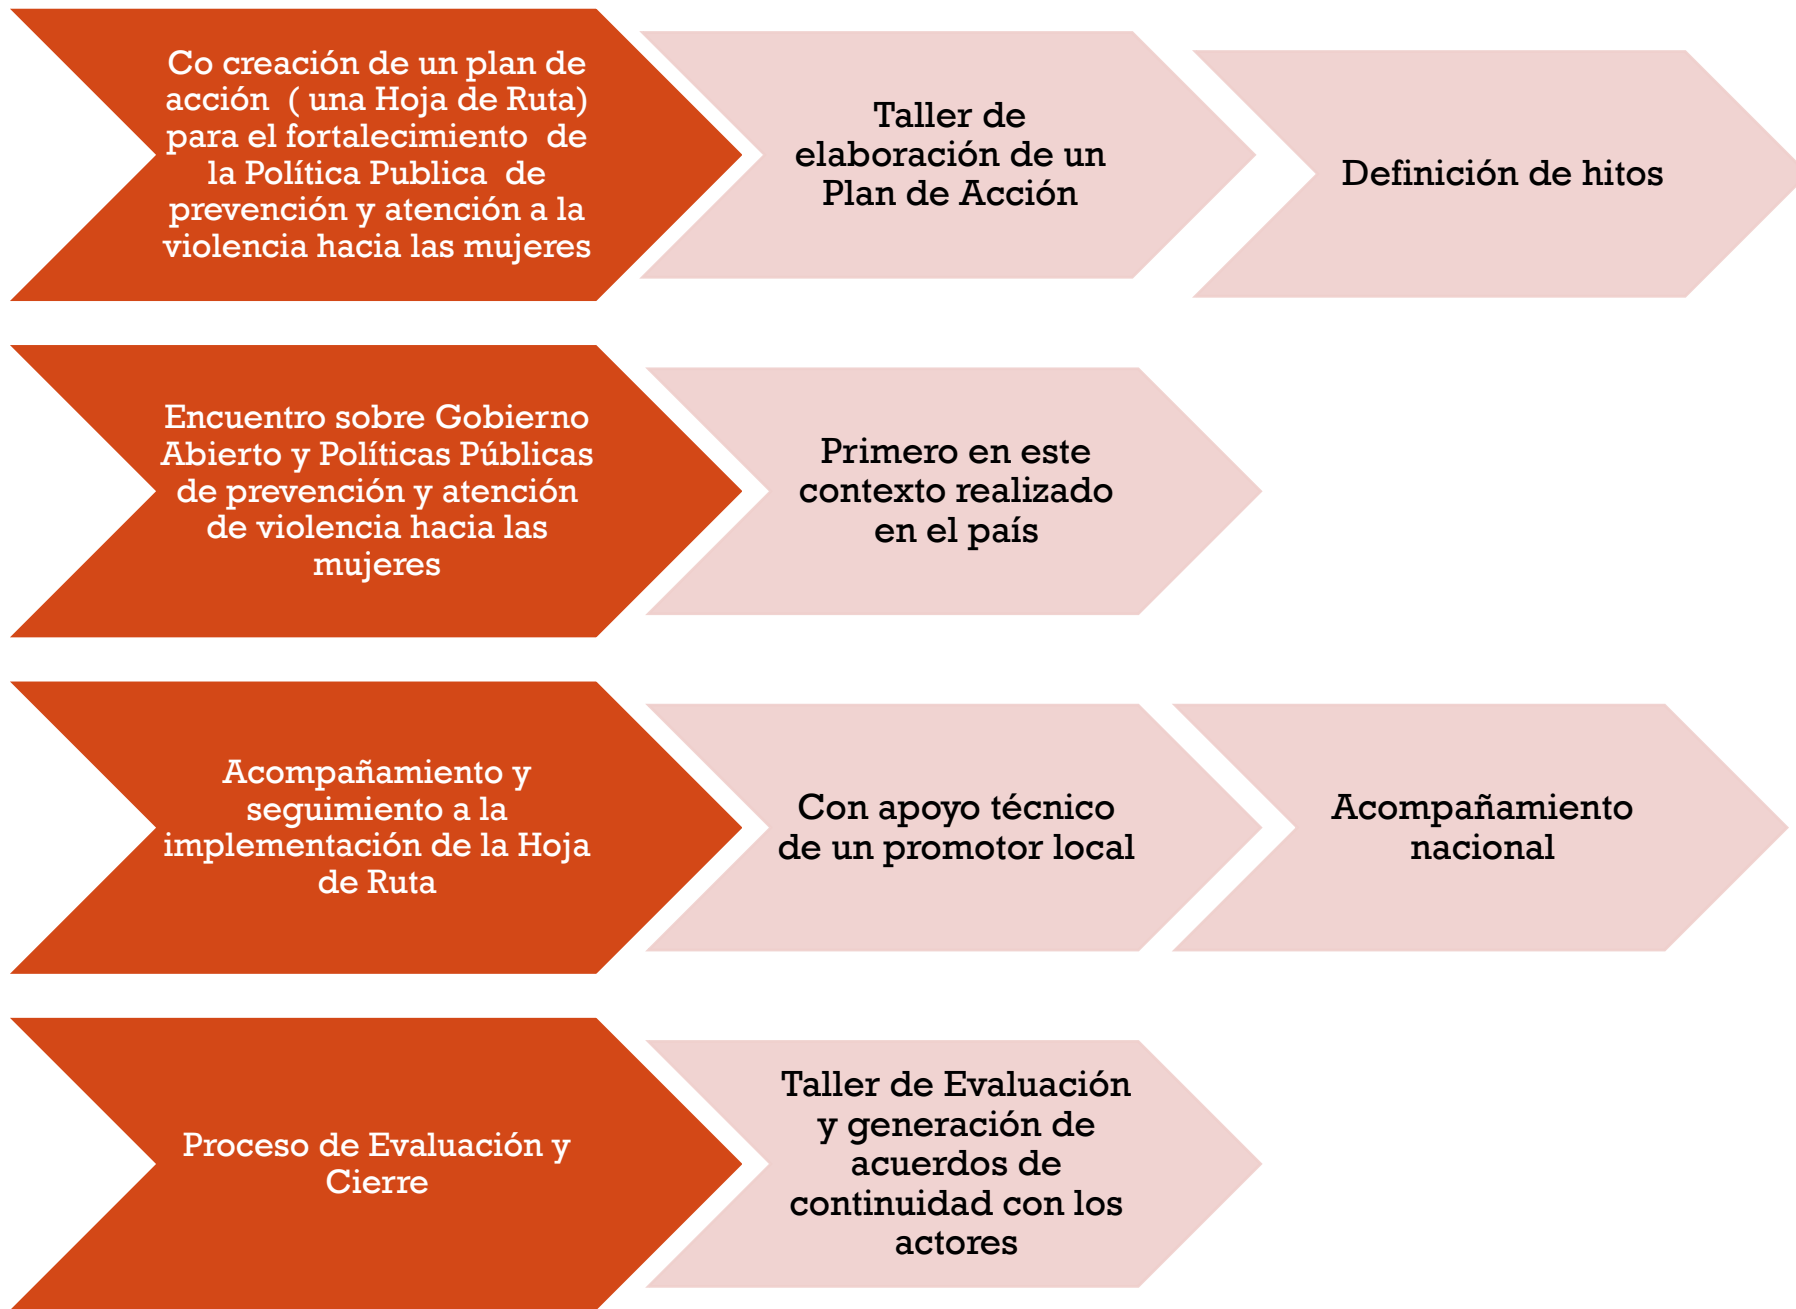 Co creación de un plan de
acción ( una Hoja de Ruta)
para el fortalecimiento de
la Política Publica de
prevención y atención a la
violencia hacia las mujeres
Taller de
elaboración de un
Plan de Acción
Definición de hitos
Encuentro sobre Gobierno
Abierto y Políticas Públicas
de prevención y atención
de violencia hacia las
mujeres
Primero en este
contexto realizado
en el país
Acompañamiento y
seguimiento a la
implementación de la Hoja
de Ruta
Con apoyo técnico
de un promotor local
Acompañamiento
nacional
Proceso de Evaluación y
Cierre
Taller de Evaluación
y generación de
acuerdos de
continuidad con los
actores